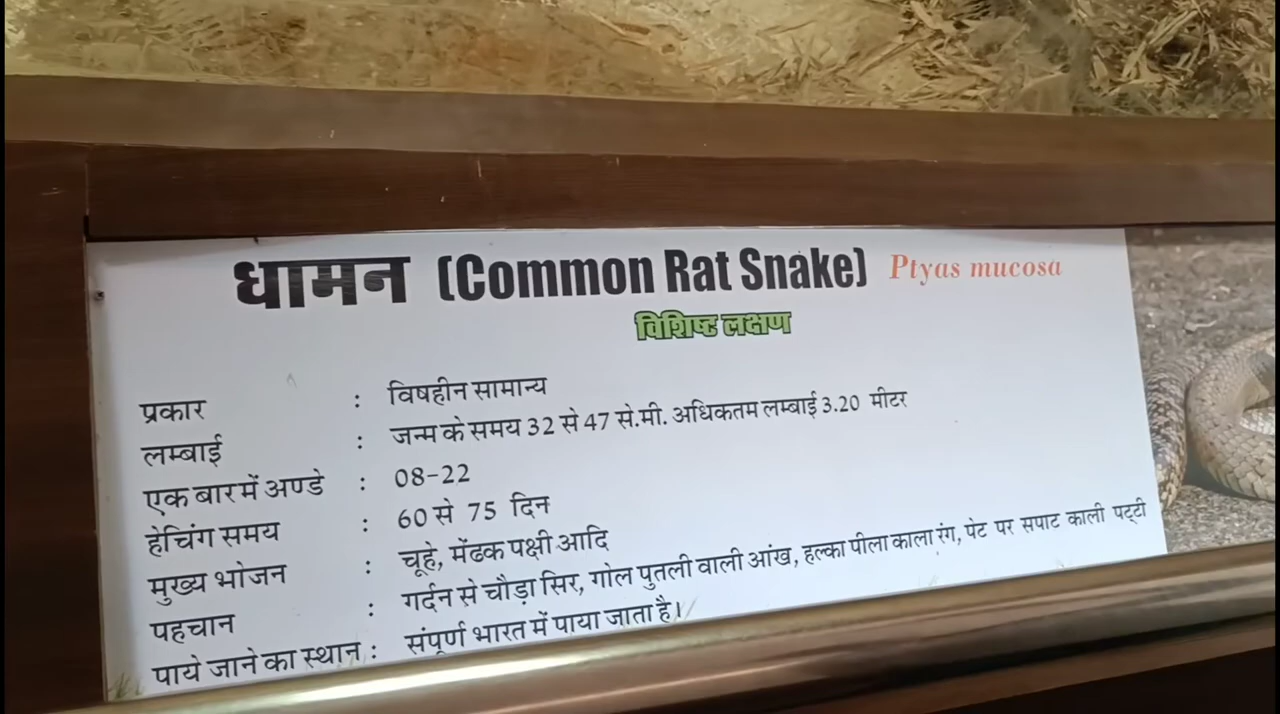 धामन (Common Rat Snake) Ptyas mucosa
विशिष्ट लक्षण
प्रकार : विषहीन सामान्य
लम्बाई : जन्म के समय 32 से 47 से.मी. अधिकतम लम्बाई 3.20 मीटर
एक बार में अण्डे : 08-22
हेचिंग समय : 60 से 75 दिन
मुख्य भोजन : चूहे, मेंढक पक्षी आदि
पहचान : गर्दन से चौड़ा सिर, गोल पुतली वाली आंख, हल्का पीला काला रंग, पेट पर सपाट काली पट्टी
पाये जाने का स्थान : संपूर्ण भारत में पाया जाता है।